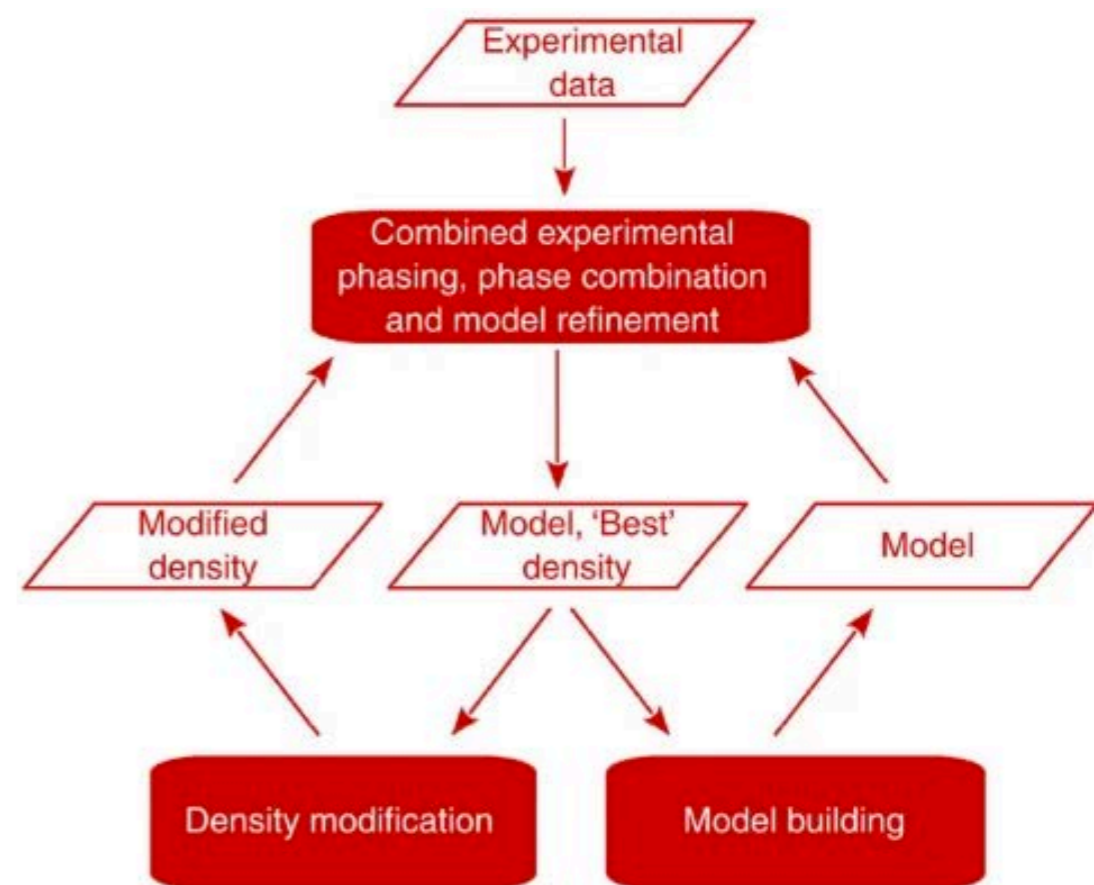 Experimental
data
Combined experimental
phasing, phase combination
and model refinement
Modified
density
Model, ‘Best’
density
Model
Density modification
Model building